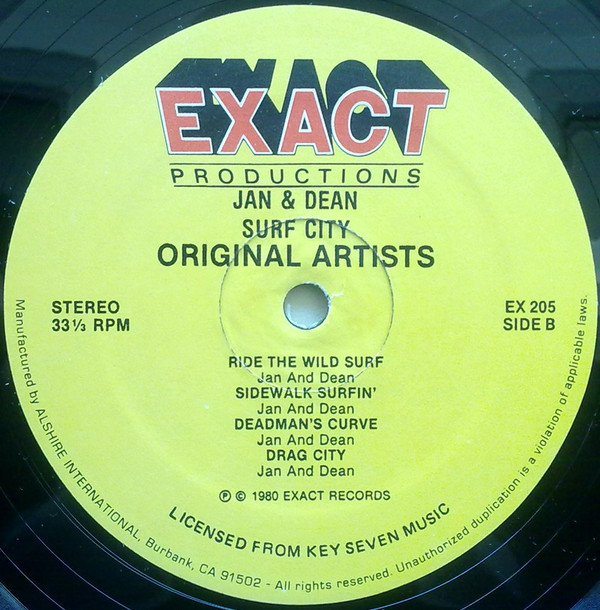 EXACT
PRODUCTIONS
JAN & DEAN
SURF CITY
ORIGINAL ARTISTS
STEREO
33⅓ RPM
EX 205
SIDE B
RIDE THE WILD SURF
Jan And Dean
SIDEWALK SURFIN'
Jan And Dean
DEADMAN'S CURVE
Jan And Dean
DRAG CITY
Jan And Dean
℗ © 1980 EXACT RECORDS
LICENSED FROM KEY SEVEN MUSIC
Manufactured by ALSHIRE INTERNATIONAL, Burbank, CA 91502 - All rights reserved. Unauthorized duplication is a violation of applicable laws.